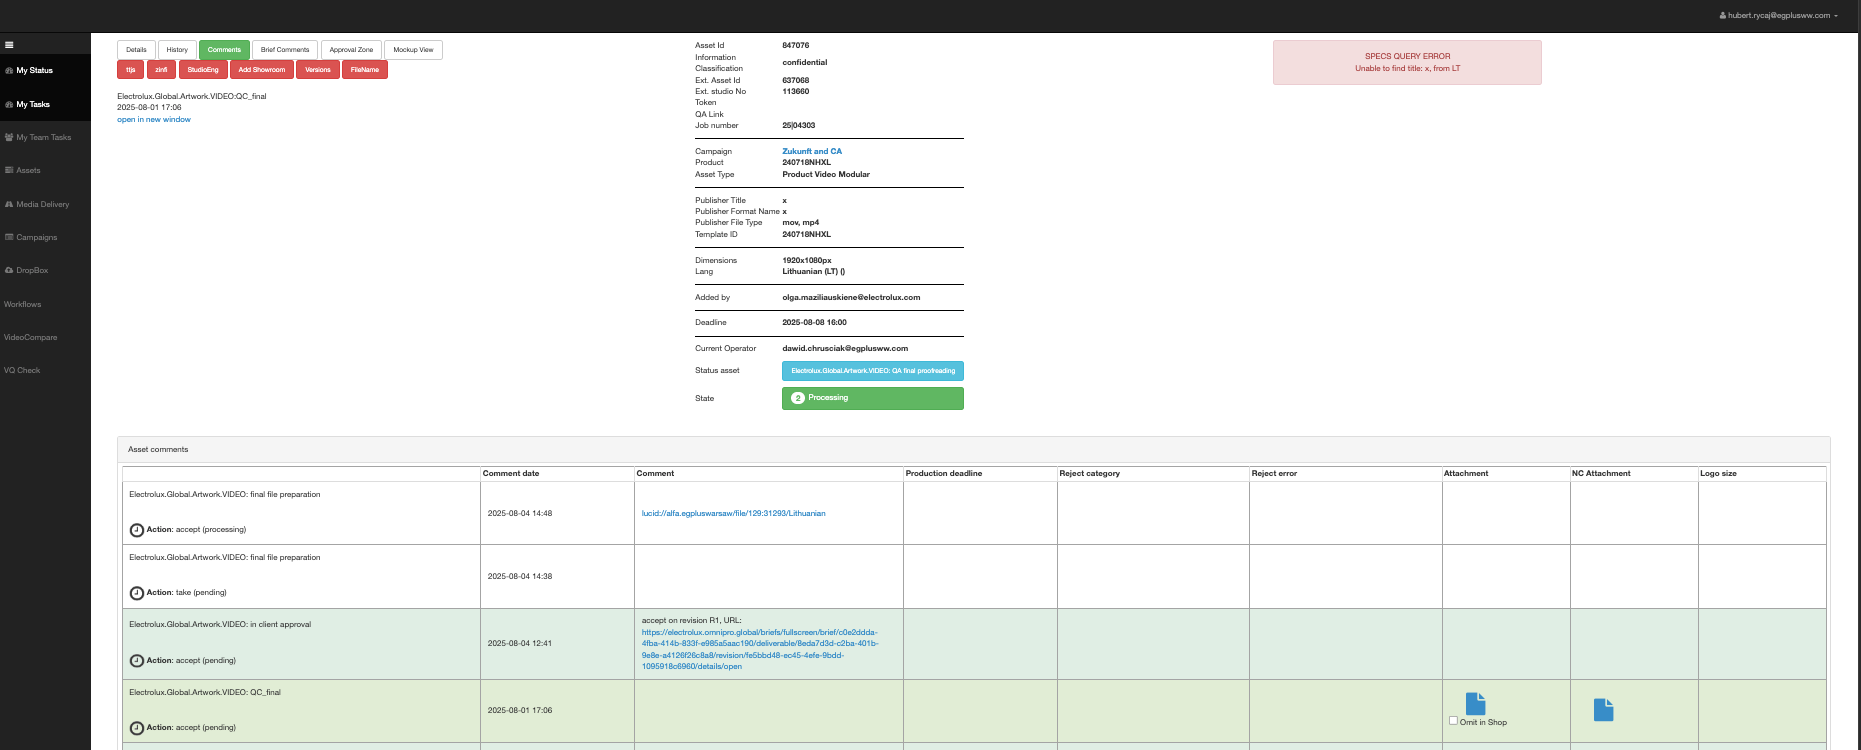 hubert.rycaj@egplusww.com
My Status
My Tasks
My Team Tasks
Assets
Media Delivery
Campaigns
DropBox
Workflows
VideoCompare
VQ Check
Details
History
Comments
Brief Comments
Approval Zone
Mockup View
ttjs
zinfi
StudioEng
Add Showroom
Versions
FileName
Electrolux.Global.Artwork.VIDEO:QC_final
2025-08-01 17:06
open in new window
Asset Id 847076
Information
Classification confidential
Ext. Asset Id 637068
Ext. studio No 113660
Token
QA Link
Job number 25|04303
Campaign Zukunft and CA
Product 240718NHXL
Asset Type Product Video Modular
Publisher Title x
Publisher Format Name x
Publisher File Type mov, mp4
Template ID 240718NHXL
Dimensions 1920x1080px
Lang Lithuanian (LT) ()
Added by olga.maziliauskiene@electrolux.com
Deadline 2025-08-08 16:00
Current Operator dawid.chrusciak@egplusww.com
Status asset Electrolux.Global.Artwork.VIDEO: QA final proofreading
State 2 Processing
SPECS QUERY ERROR
Unable to find title: x, from LT
Asset comments
Comment date Comment Production deadline Reject category Reject error Attachment NC Attachment Logo size
Electrolux.Global.Artwork.VIDEO: final file preparation
Action: accept (processing)
2025-08-04 14:48
lucid://alfa.egpluswarsaw/file/129:31293/Lithuanian
Electrolux.Global.Artwork.VIDEO: final file preparation
Action: take (pending)
2025-08-04 14:38
Electrolux.Global.Artwork.VIDEO: in client approval
Action: accept (pending)
2025-08-04 12:41
accept on revision R1, URL:
https://electrolux.omnipro.global/briefs/fullscreen/brief/c0e2ddda-
4fba-414b-833f-e985a5aac190/deliverable/8eda7d3d-c2ba-401b-
9e8e-a4126f26c8a8/revision/fe5bbd48-ec45-4efe-9bdd-
1095918c6960/details/open
Electrolux.Global.Artwork.VIDEO: QC_final
Action: accept (pending)
2025-08-01 17:06
Omit in Shop